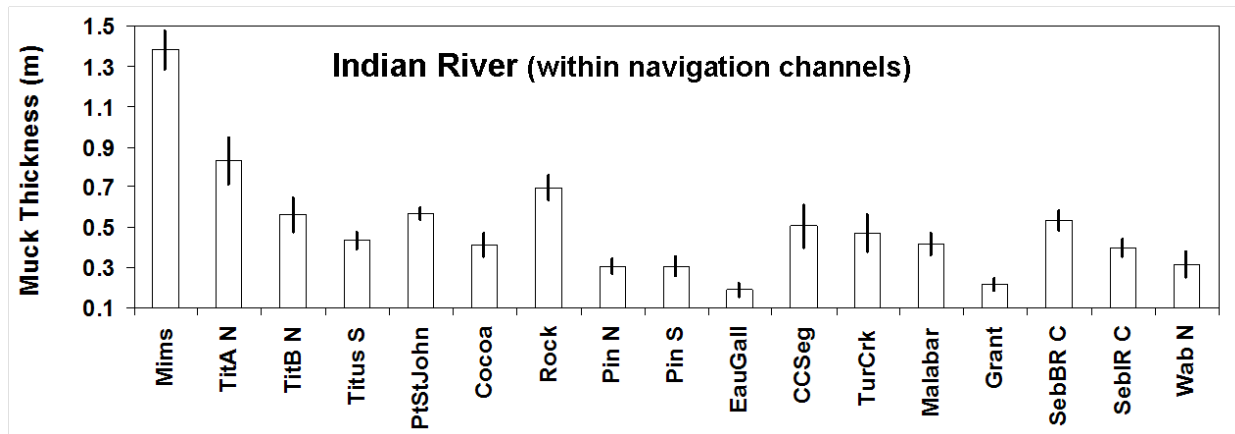 Indian River (within navigation channels)
Muck Thickness (m)
1.5
1.3
1.1
0.9
0.7
0.5
0.3
0.1
Mims
TitA N
TitB N
Titus S
PtStJohn
Cocoa
Rock
Pin N
Pin S
EauGall
CCSeg
TurCrk
Malabar
Grant
SebBR C
SebIR C
Wab N